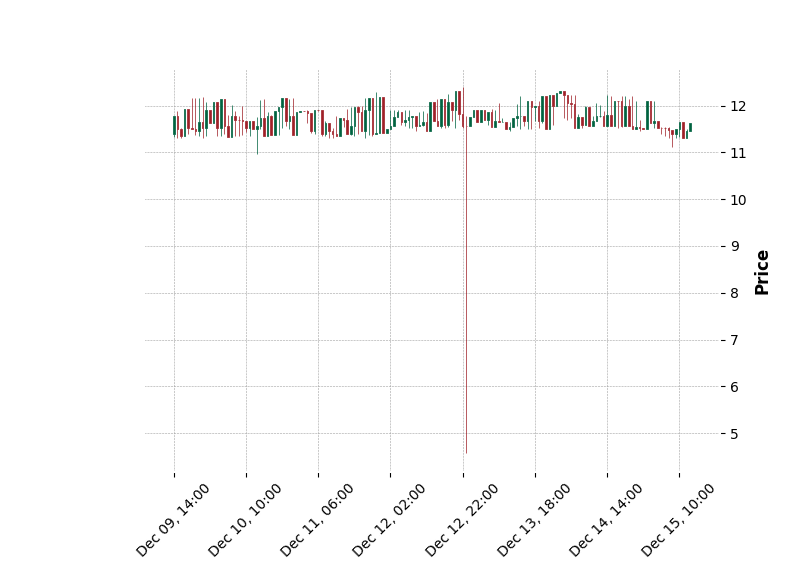 12
11
10
9
8
7
6
5
Price
Dec 09, 14:00
Dec 10, 10:00
Dec 11, 06:00
Dec 12, 02:00
Dec 12, 22:00
Dec 13, 18:00
Dec 14, 14:00
Dec 15, 10:00